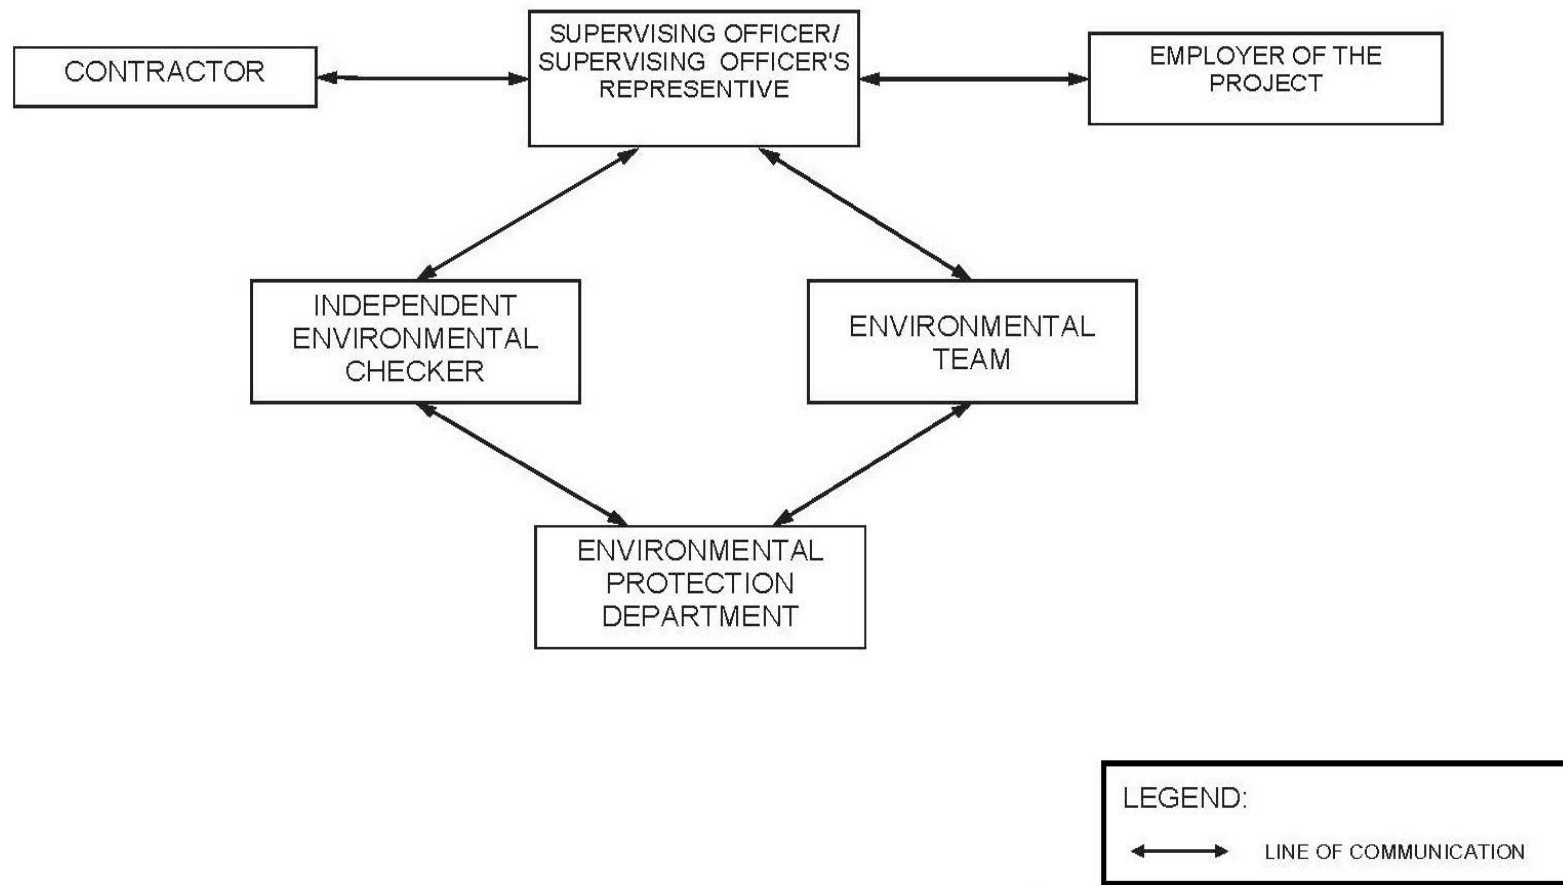 CONTRACTOR
SUPERVISING OFFICER/
SUPERVISING OFFICER'S
REPRESENTIVE
EMPLOYER OF THE
PROJECT
INDEPENDENT
ENVIRONMENTAL
CHECKER
ENVIRONMENTAL
TEAM
ENVIRONMENTAL
PROTECTION
DEPARTMENT
LEGEND:
LINE OF COMMUNICATION